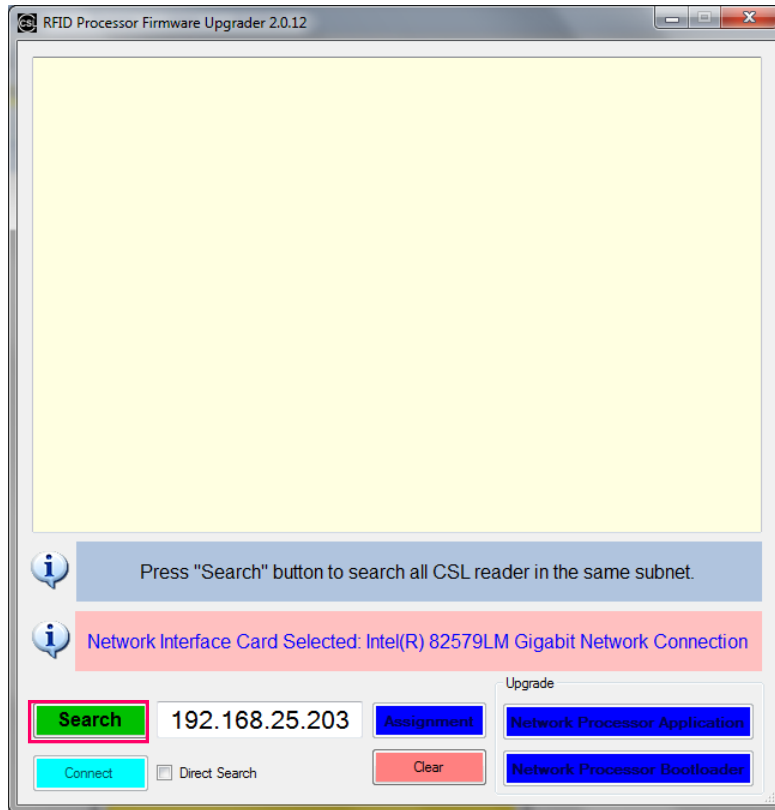 CSL RFID Processor Firmware Upgrader 2.0.12
Press "Search" button to search all CSL reader in the same subnet.
Network Interface Card Selected: Intel(R) 82579LM Gigabit Network Connection
Upgrade
Search 192.168.25.203 Assignment Network Processor Application
Connect Direct Search Clear Network Processor Bootloader